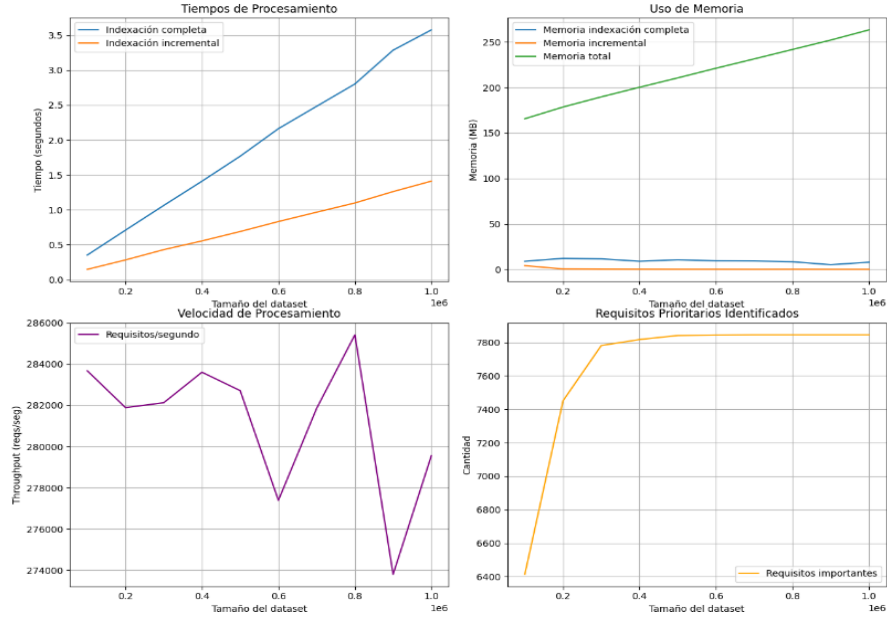 Tiempos de Procesamiento
Indexación completa
Indexación incremental
Tiempo (segundos)
3.5
3.0
2.5
2.0
1.5
1.0
0.5
0.0
0.2
0.4
0.6
0.8
1.0
1e6
Tamaño del dataset
Uso de Memoria
Memoria indexación completa
Memoria incremental
Memoria total
Memoria (MB)
250
200
150
100
50
0
0.2
0.4
0.6
0.8
1.0
1e6
Tamaño del dataset
Velocidad de Procesamiento
Requisitos/segundo
Throughput (reqs/seg)
286000
284000
282000
280000
278000
276000
274000
0.2
0.4
0.6
0.8
1.0
1e6
Tamaño del dataset
Requisitos Prioritarios Identificados
Cantidad
7800
7600
7400
7200
7000
6800
6600
6400
Requisitos importantes
0.2
0.4
0.6
0.8
1.0
1e6
Tamaño del dataset